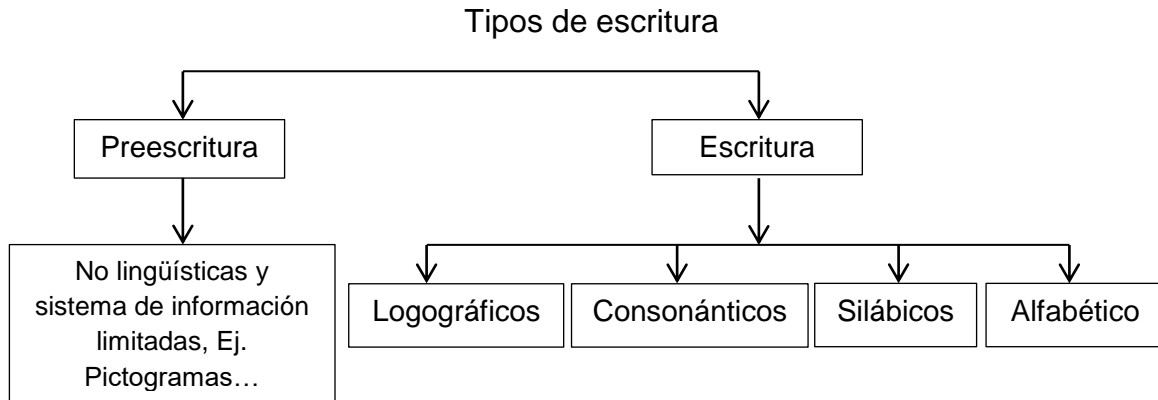 Tipos de escritura
Preescritura
Escritura
No lingüísticas y
sistema de información
limitadas, Ej.
Pictogramas…
Logográficos
Consonánticos
Silábicos
Alfabético